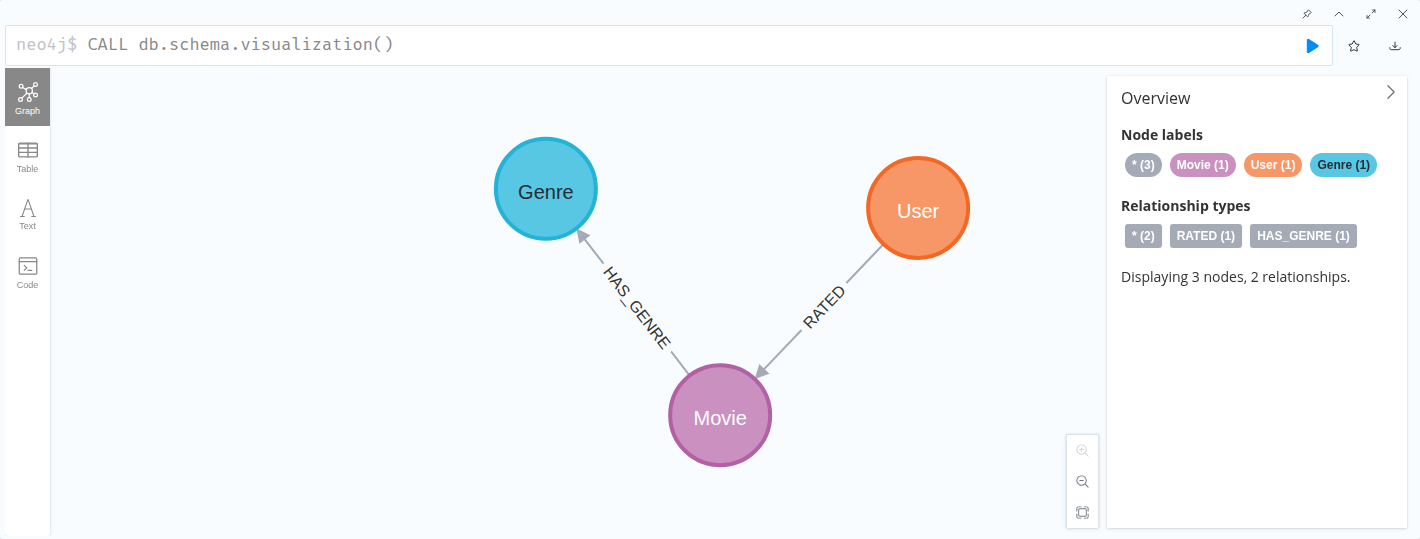 neo4j$ CALL db.schema.visualization()
Graph
Table
Text
Code
Genre
User
HAS_GENRE
RATED
Movie
Overview
Node labels
* (3) Movie (1) User (1) Genre (1)
Relationship types
* (2) RATED (1) HAS_GENRE (1)
Displaying 3 nodes, 2 relationships.